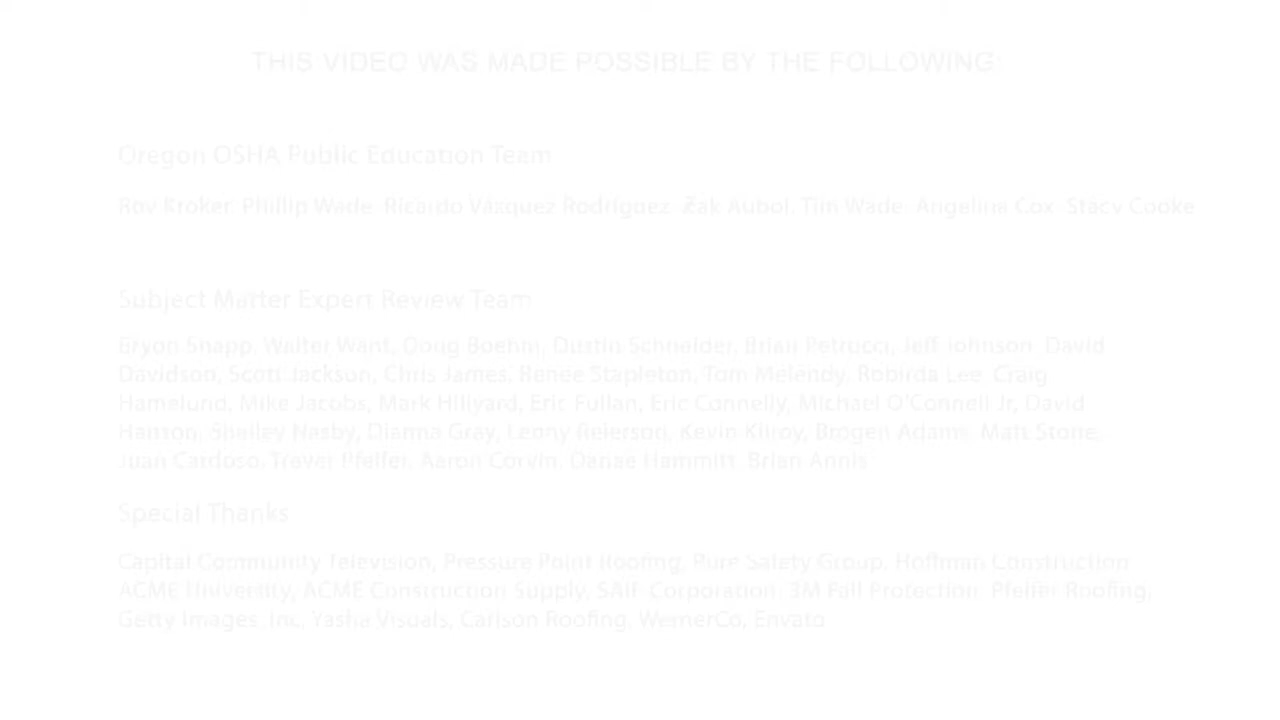 THIS VIDEO WAS MADE POSSIBLE BY THE FOLLOWING:
Oregon OSHA Public Education Team
Roy Kroker, Phillip Wade, Ricardo Vázquez Rodríguez, Zak Aubol, Tim Wade, Angelina Cox, Stacy Cooke
Subject Matter Expert Review Team
Bryon Snapp, Walter Want, Doug Boehm, Dustin Schneider, Brian Petrucci, Jeff Johnson, David
Davidson, Scott Jackson, Chris James, Renee Stapleton, Tom Melendy, Robirda Lee, Craig
Hamelund, Mike Jacobs, Mark Hillyard, Eric Fullan, Eric Connelly, Michael O'Connell Jr, David
Hanson, Shelley Nasby, Dianna Gray, Lenny Reierson, Kevin Kilroy, Brogen Adams, Matt Stone,
Juan Cardoso, Trever Pfeifer, Aaron Corvin, Danae Hammitt, Brian Annis
Special Thanks
Capital Community Television, Pressure Point Roofing, Pure Safety Group, Hoffman Construction
ACME University, ACME Construction Supply, SAIF Corporation, 3M Fall Protection, Pfeifer Roofing,
Getty Images, Inc, Yasha Visuals, Carlson Roofing, WernerCo, Envato